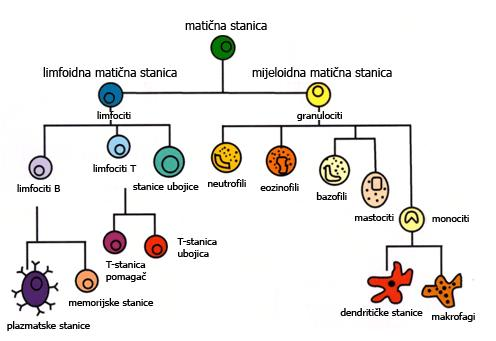 matična stanica
limfoidna matična stanica
mijeloidna matična stanica
limfociti
granulociti
limfociti B
limfociti T
stanice ubojice
neutrofili
eozinofili
bazofili
mastociti
monociti
T-stanica
pomagač
T-stanica
ubojica
plazmatske stanice
memorijske stanice
dendritičke stanice
makrofagi